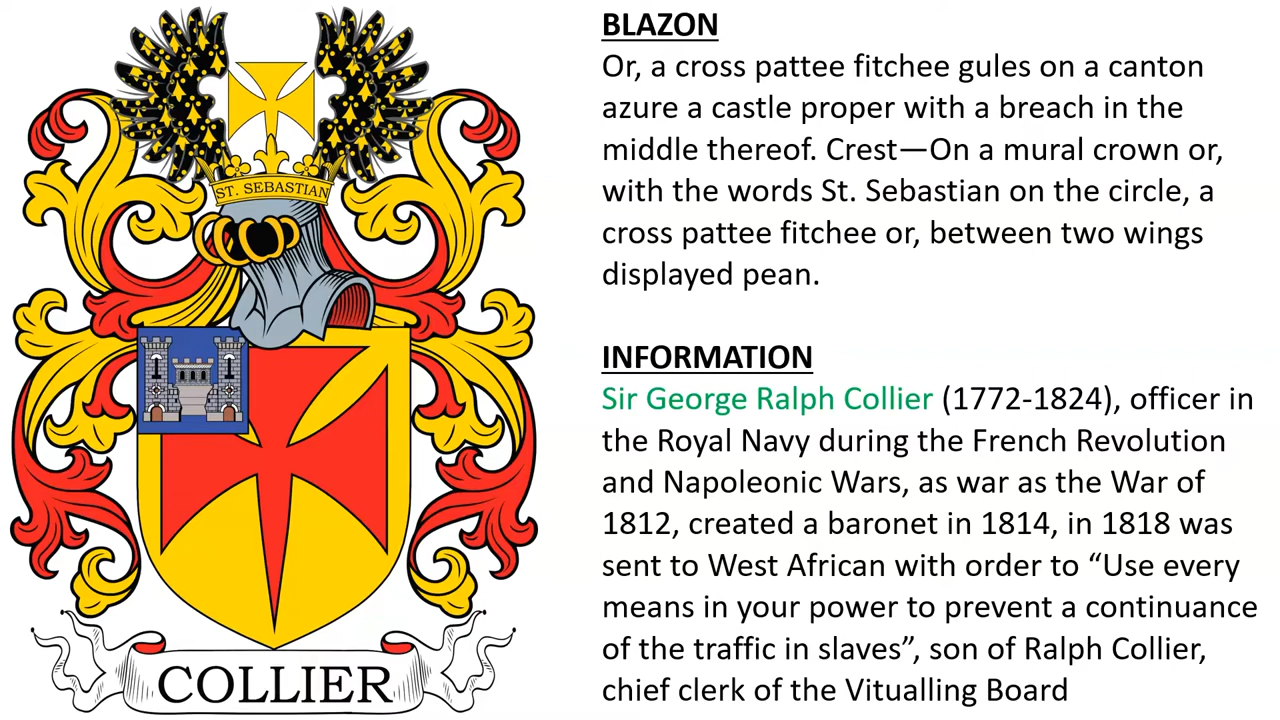 ST. SEBASTIAN
COLLIER
BLAZON
Or, a cross pattee fitchee gules on a canton
azure a castle proper with a breach in the
middle thereof. Crest—On a mural crown or,
with the words St. Sebastian on the circle, a
cross pattee fitchee or, between two wings
displayed pean.
INFORMATION
Sir George Ralph Collier (1772-1824), officer in
the Royal Navy during the French Revolution
and Napoleonic Wars, as war as the War of
1812, created a baronet in 1814, in 1818 was
sent to West African with order to “Use every
means in your power to prevent a continuance
of the traffic in slaves”, son of Ralph Collier,
chief clerk of the Vitualling Board